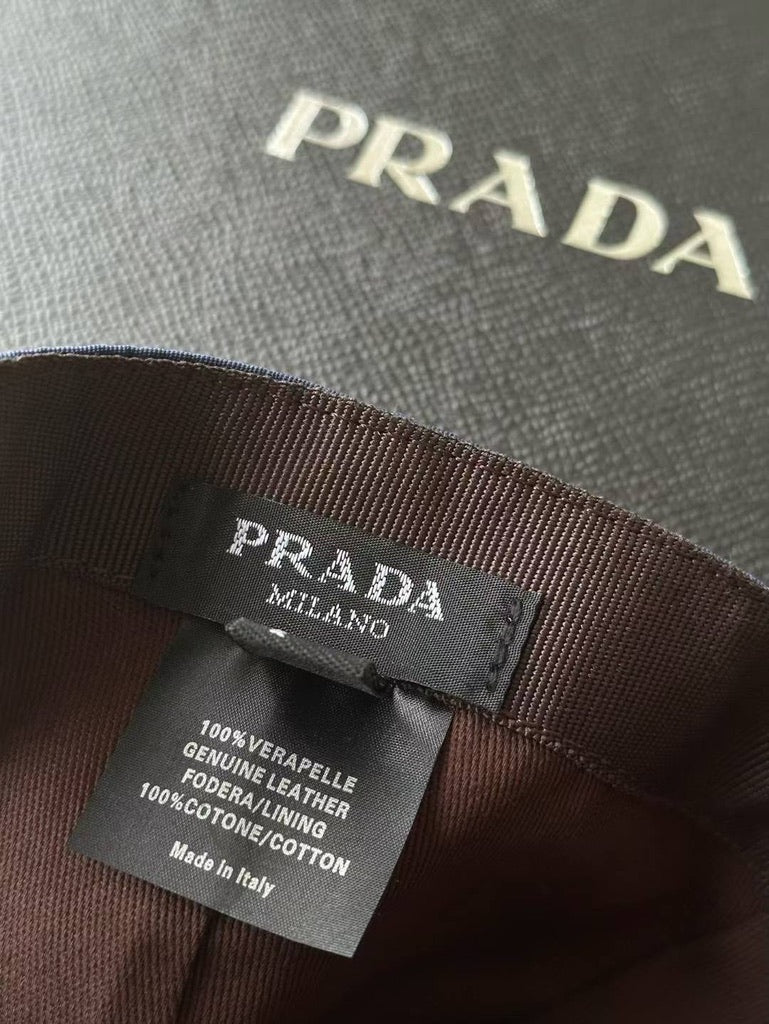 PRADA
PRADA
MILANO
100%VERAPELLE
GENUINE LEATHER
FODERA/LINING
100%COTONE/COTTON
Made in Italy